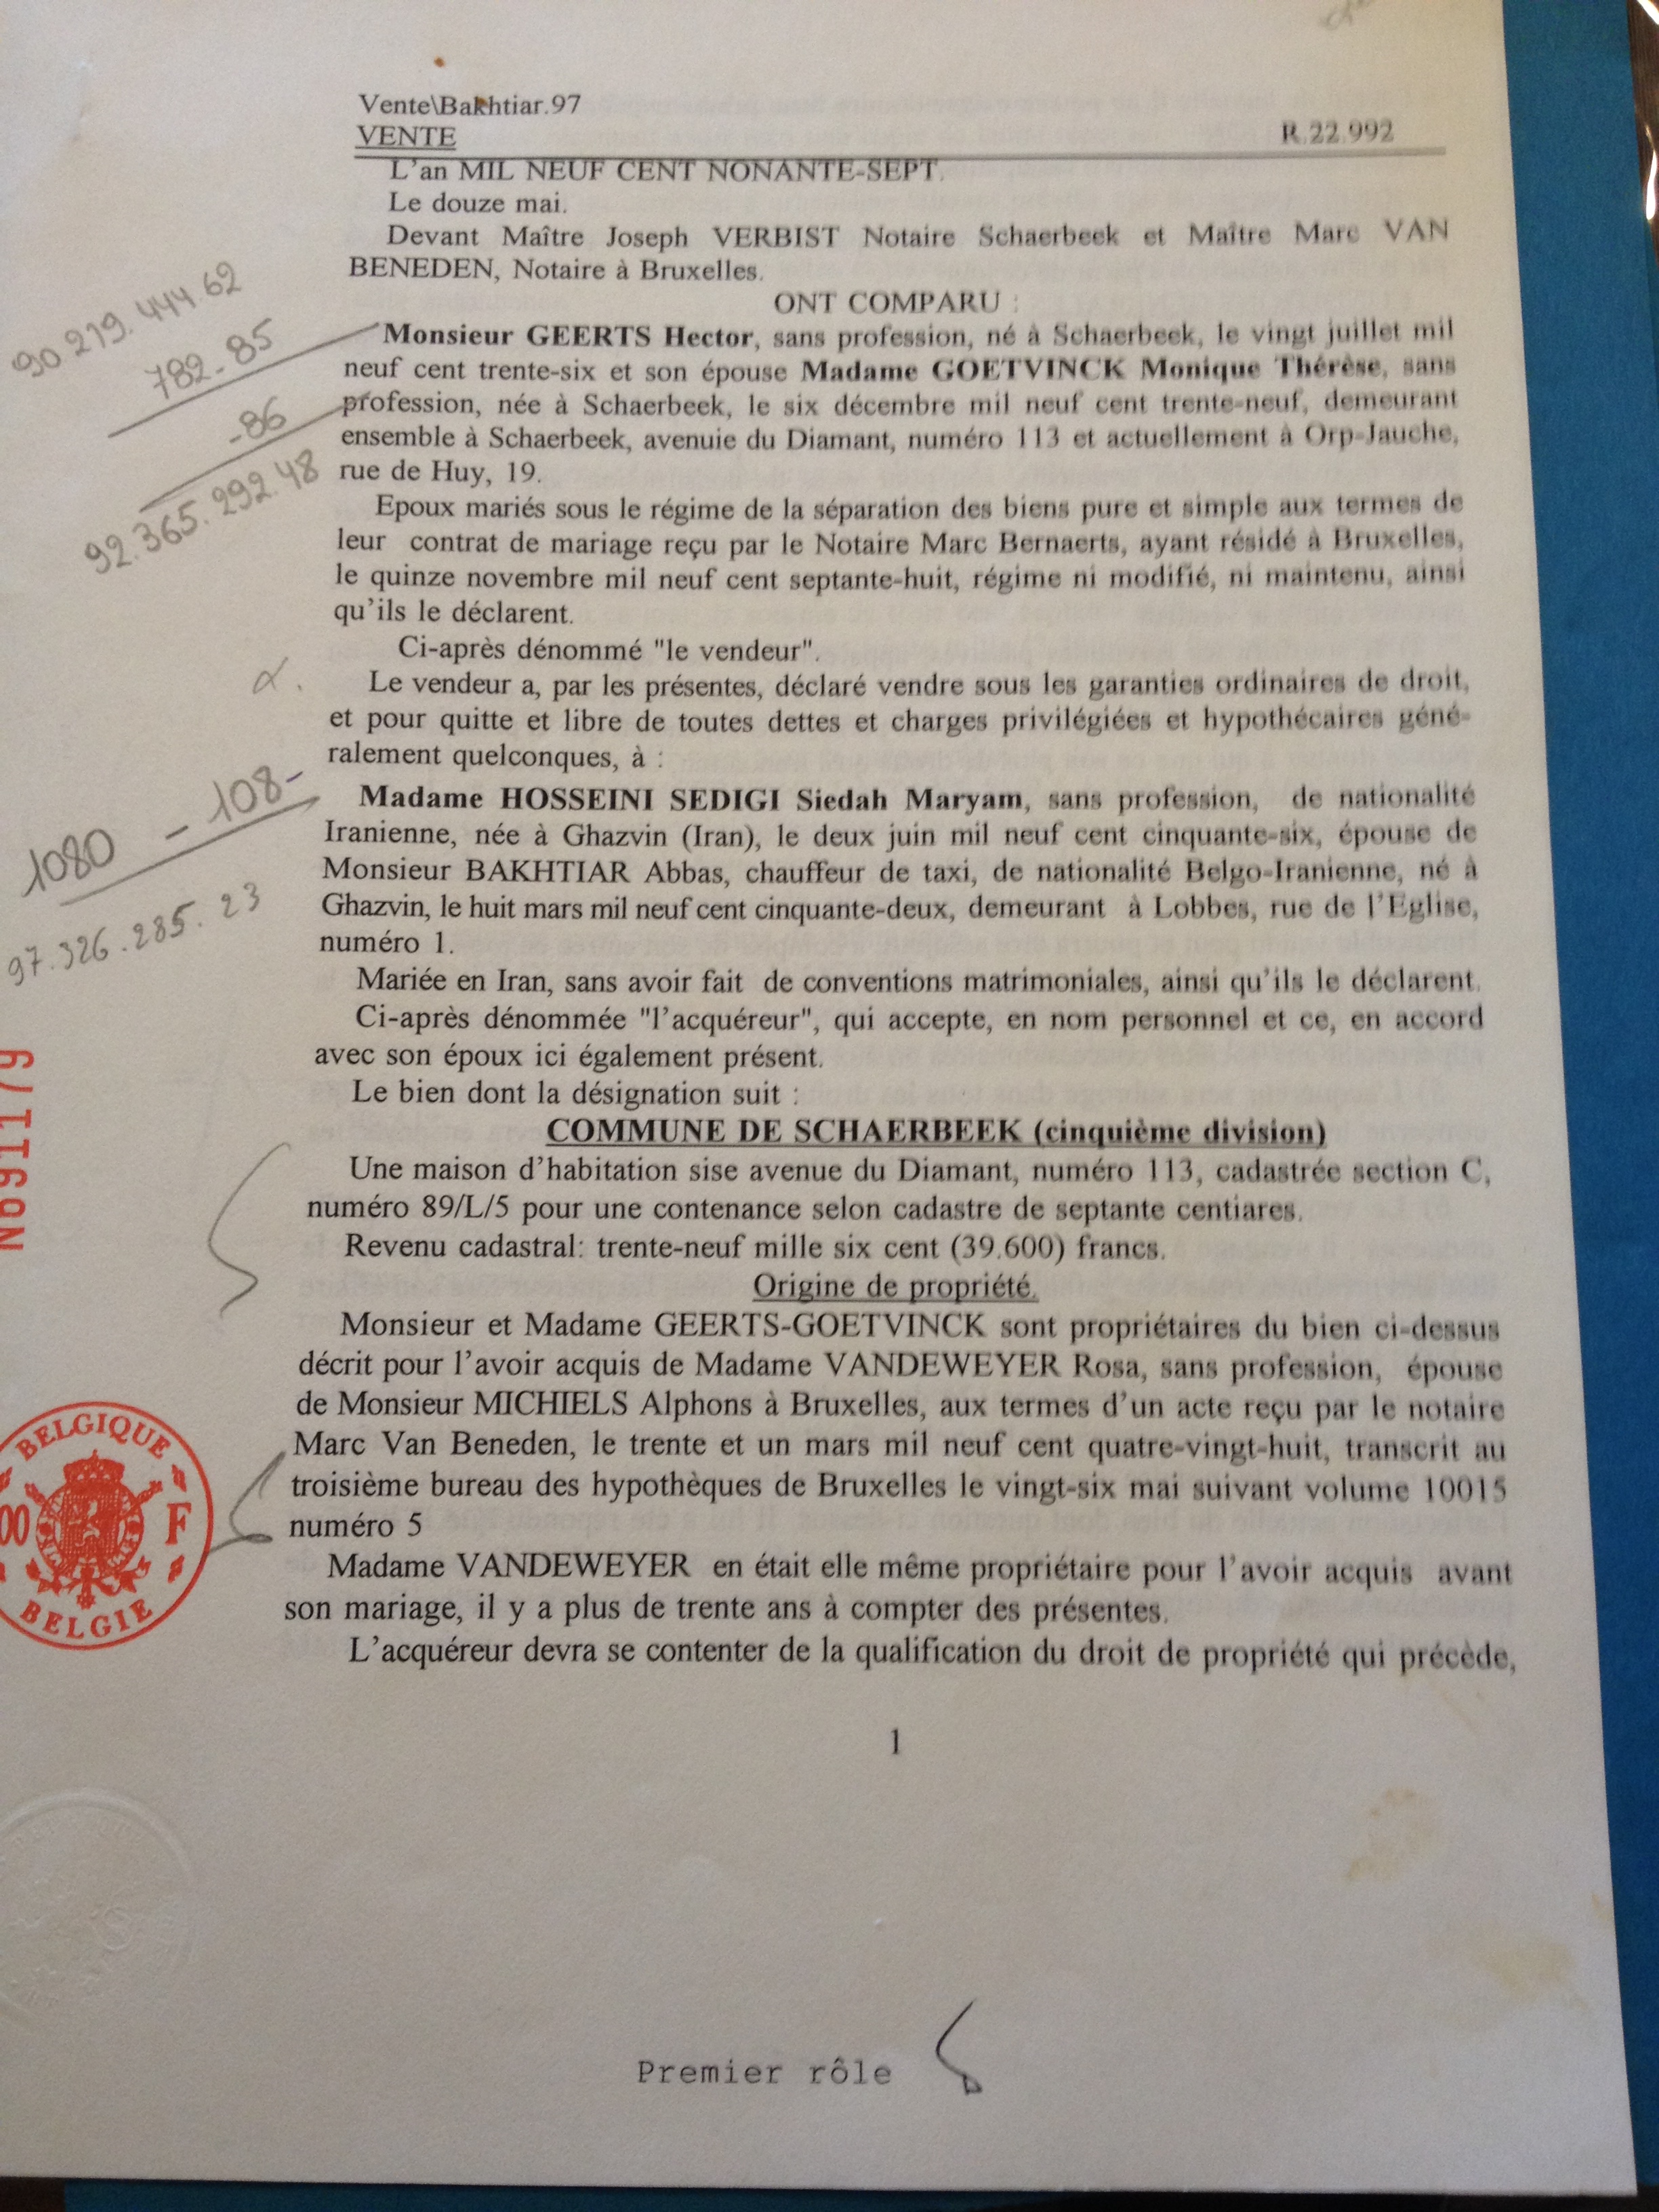 Vente\Bakhtiar.97
VENTE R.22.992
L'an MIL NEUF CENT NONANTE-SEPT.
Le douze mai.
Devant Maître Joseph VERBIST Notaire Schaerbeek et Maître Marc VAN
BENEDEN, Notaire à Bruxelles.
ONT COMPARU :
90 219.444.62
782-85
-86
92.365.292.48
Monsieur GEERTS Hector, sans profession, né à Schaerbeek, le vingt juillet mil
neuf cent trente-six et son épouse Madame GOETVINCK Monique Thérèse, sans
profession, née à Schaerbeek, le six décembre mil neuf cent trente-neuf, demeurant
ensemble à Schaerbeek, avenuie du Diamant, numéro 113 et actuellement à Orp-Jauche,
rue de Huy, 19.
Epoux mariés sous le régime de la séparation des biens pure et simple aux termes de
leur contrat de mariage reçu par le Notaire Marc Bernaerts, ayant résidé à Bruxelles,
le quinze novembre mil neuf cent septante-huit, régime ni modifié, ni maintenu, ainsi
qu'ils le déclarent.
Ci-après dénommé "le vendeur".
Le vendeur a, par les présentes, déclaré vendre sous les garanties ordinaires de droit,
et pour quitte et libre de toutes dettes et charges privilégiées et hypothécaires géné-
ralement quelconques, à :
1080 - 108-
97.326.285.23
Madame HOSSEINI SEDIGI Siedah Maryam, sans profession, de nationalité
Iranienne, née à Ghazvin (Iran), le deux juin mil neuf cent cinquante-six, épouse de
Monsieur BAKHTIAR Abbas, chauffeur de taxi, de nationalité Belgo-Iranienne, né à
Ghazvin, le huit mars mil neuf cent cinquante-deux, demeurant à Lobbes, rue de l'Eglise,
numéro 1.
Mariée en Iran, sans avoir fait de conventions matrimoniales, ainsi qu'ils le déclarent.
Ci-après dénommée "l'acquéreur", qui accepte, en nom personnel et ce, en accord
avec son époux ici également présent.
Le bien dont la désignation suit :
COMMUNE DE SCHAERBEEK (cinquième division)
Une maison d'habitation sise avenue du Diamant, numéro 113, cadastrée section C,
numéro 89/L/5 pour une contenance selon cadastre de septante centiares.
Revenu cadastral: trente-neuf mille six cent (39.600) francs.
Origine de propriété.
Monsieur et Madame GEERTS-GOETVINCK sont propriétaires du bien ci-dessus
décrit pour l'avoir acquis de Madame VANDEWEYER Rosa, sans profession, épouse
de Monsieur MICHIELS Alphons à Bruxelles, aux termes d'un acte reçu par le notaire
Marc Van Beneden, le trente et un mars mil neuf cent quatre-vingt-huit, transcrit au
troisième bureau des hypothèques de Bruxelles le vingt-six mai suivant volume 10015
numéro 5
Madame VANDEWEYER en était elle même propriétaire pour l'avoir acquis avant
son mariage, il y a plus de trente ans à compter des présentes.
L'acquéreur devra se contenter de la qualification du droit de propriété qui précède,
1
Premier rôle
N691179
BELGIQUE
00 F
BELGIE